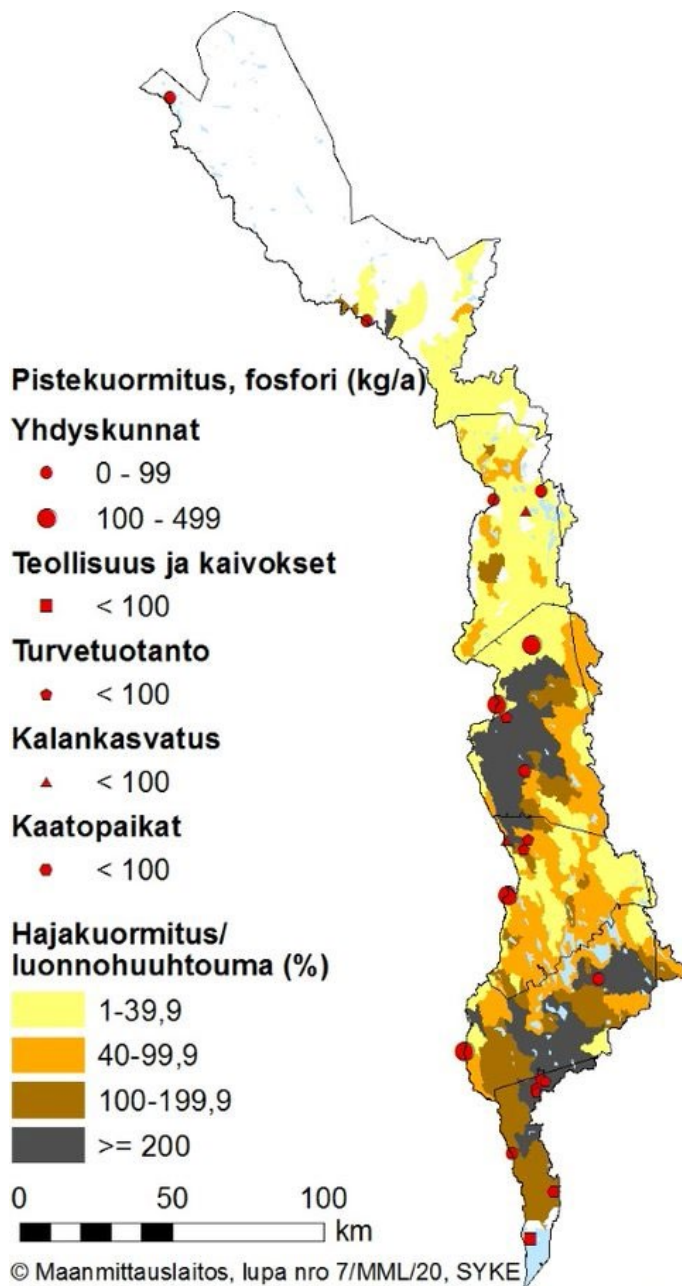 Pistekuormitus, fosfori (kg/a)
Yhdyskunnat
0 - 99
100 - 499
Teollisuus ja kaivokset
< 100
Turvetuotanto
< 100
Kalankasvatus
< 100
Kaatopaikat
< 100
Hajakuormitus/
luonnohuuhtouma (%)
1-39,9
40-99,9
100-199,9
>= 200
0 50 100
km
© Maanmittauslaitos, lupa nro 7/MML/20, SYKE